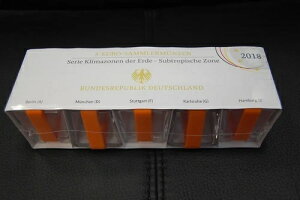 5 EURO-SAMMLERMÜNZEN
Serie Klimazonen der Erde - Subtropische Zone
2018
BUNDESREPUBLIK DEUTSCHLAND
Berlin (A) München (D) Stuttgart (F) Karlsruhe (G) Hamburg (J)